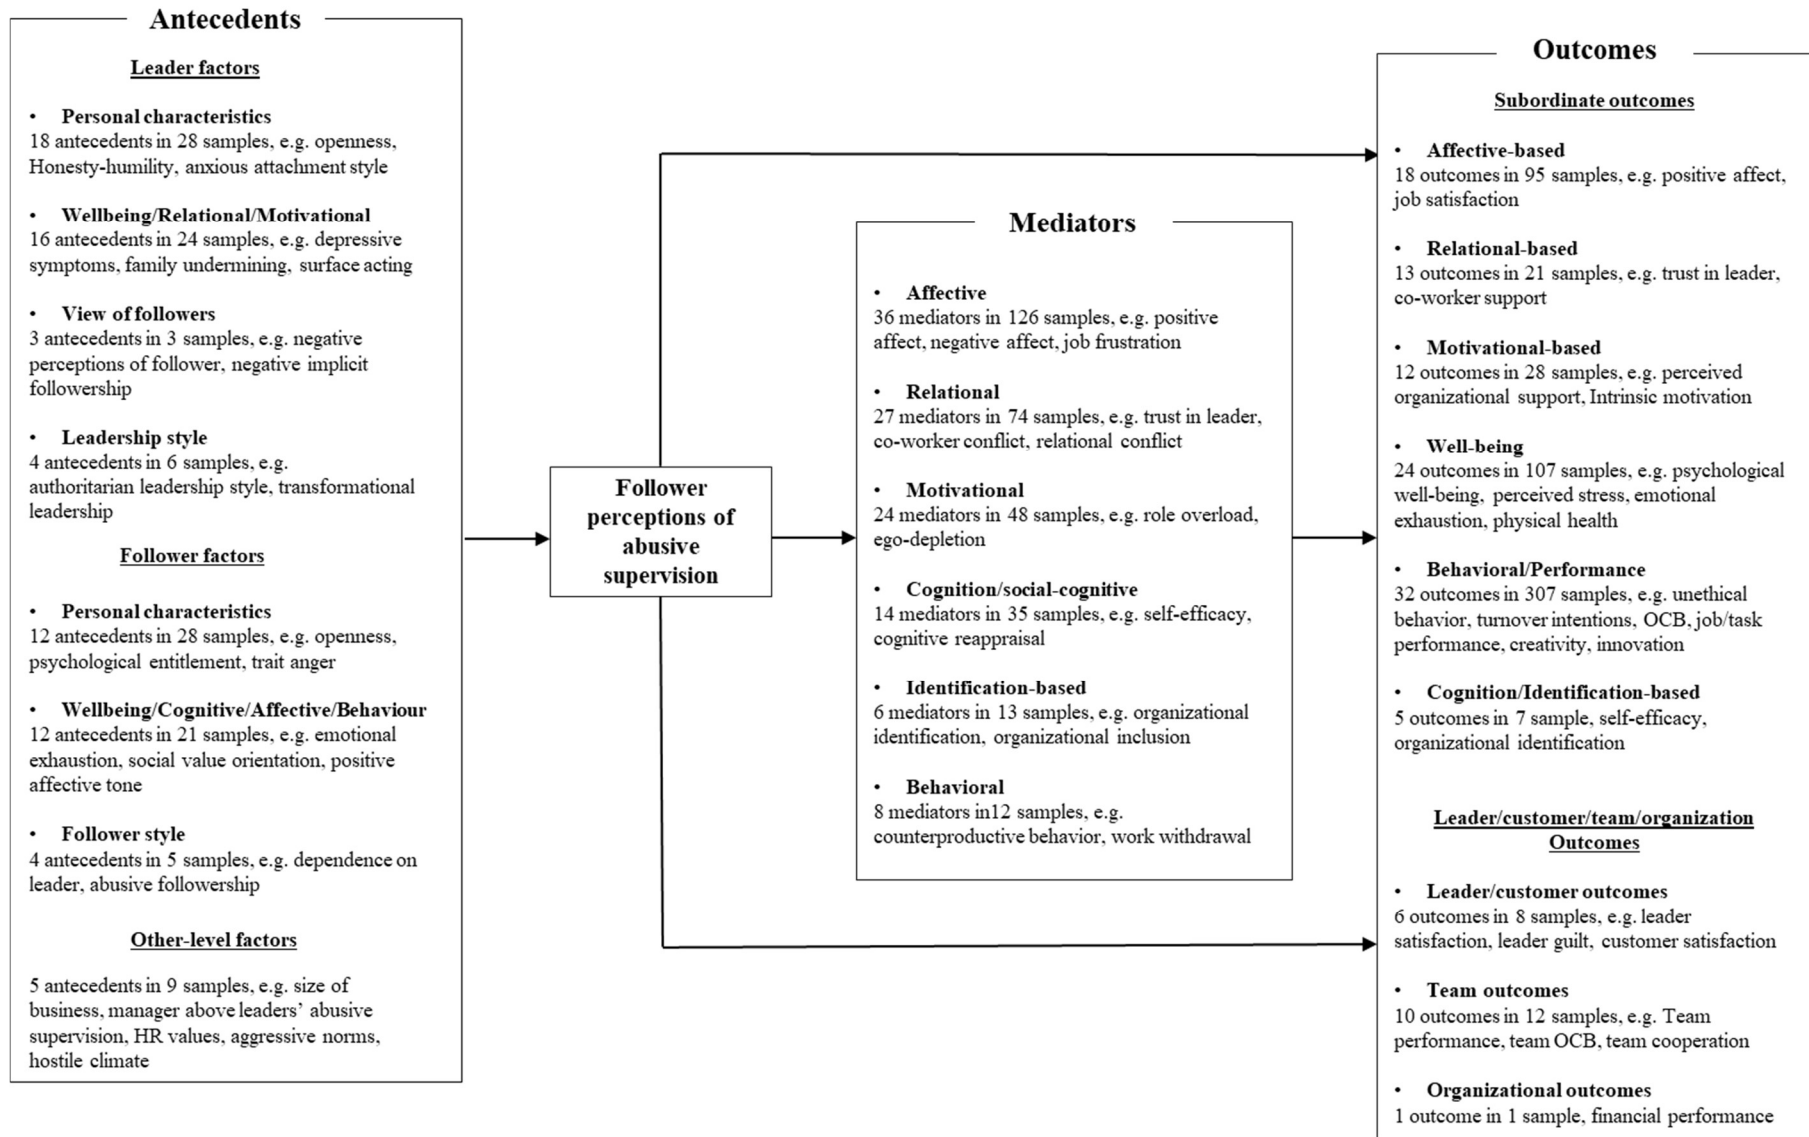 Antecedents
Leader factors
• Personal characteristics
18 antecedents in 28 samples, e.g. openness,
Honesty-humility, anxious attachment style
• Wellbeing/Relational/Motivational
16 antecedents in 24 samples, e.g. depressive
symptoms, family undermining, surface acting
• View of followers
3 antecedents in 3 samples, e.g. negative
perceptions of follower, negative implicit
followership
• Leadership style
4 antecedents in 6 samples, e.g.
authoritarian leadership style, transformational
leadership
Follower factors
• Personal characteristics
12 antecedents in 28 samples, e.g. openness,
psychological entitlement, trait anger
• Wellbeing/Cognitive/Affective/Behaviour
12 antecedents in 21 samples, e.g. emotional
exhaustion, social value orientation, positive
affective tone
• Follower style
4 antecedents in 5 samples, e.g. dependence on
leader, abusive followership
Other-level factors
5 antecedents in 9 samples, e.g. size of
business, manager above leaders’ abusive
supervision, HR values, aggressive norms,
hostile climate
Follower
perceptions of
abusive
supervision
Mediators
• Affective
36 mediators in 126 samples, e.g. positive
affect, negative affect, job frustration
• Relational
27 mediators in 74 samples, e.g. trust in leader,
co-worker conflict, relational conflict
• Motivational
24 mediators in 48 samples, e.g. role overload,
ego-depletion
• Cognition/social-cognitive
14 mediators in 35 samples, e.g. self-efficacy,
cognitive reappraisal
• Identification-based
6 mediators in 13 samples, e.g. organizational
identification, organizational inclusion
• Behavioral
8 mediators in12 samples, e.g.
counterproductive behavior, work withdrawal
Outcomes
Subordinate outcomes
• Affective-based
18 outcomes in 95 samples, e.g. positive affect,
job satisfaction
• Relational-based
13 outcomes in 21 samples, e.g. trust in leader,
co-worker support
• Motivational-based
12 outcomes in 28 samples, e.g. perceived
organizational support, Intrinsic motivation
• Well-being
24 outcomes in 107 samples, e.g. psychological
well-being, perceived stress, emotional
exhaustion, physical health
• Behavioral/Performance
32 outcomes in 307 samples, e.g. unethical
behavior, turnover intentions, OCB, job/task
performance, creativity, innovation
• Cognition/Identification-based
5 outcomes in 7 sample, self-efficacy,
organizational identification
Leader/customer/team/organization
Outcomes
• Leader/customer outcomes
6 outcomes in 8 samples, e.g. leader
satisfaction, leader guilt, customer satisfaction
• Team outcomes
10 outcomes in 12 samples, e.g. Team
performance, team OCB, team cooperation
• Organizational outcomes
1 outcome in 1 sample, financial performance